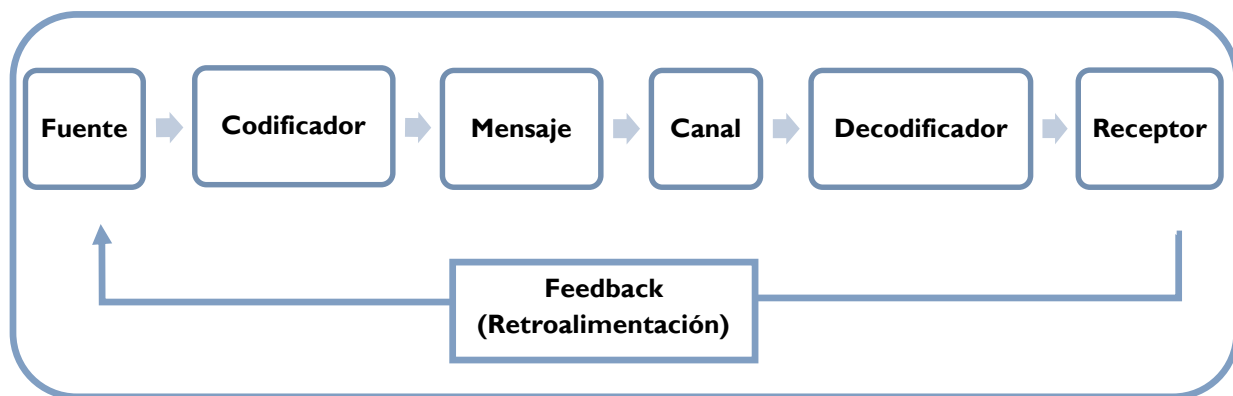 Fuente
Codificador
Mensaje
Canal
Decodificador
Receptor
Feedback
(Retroalimentación)